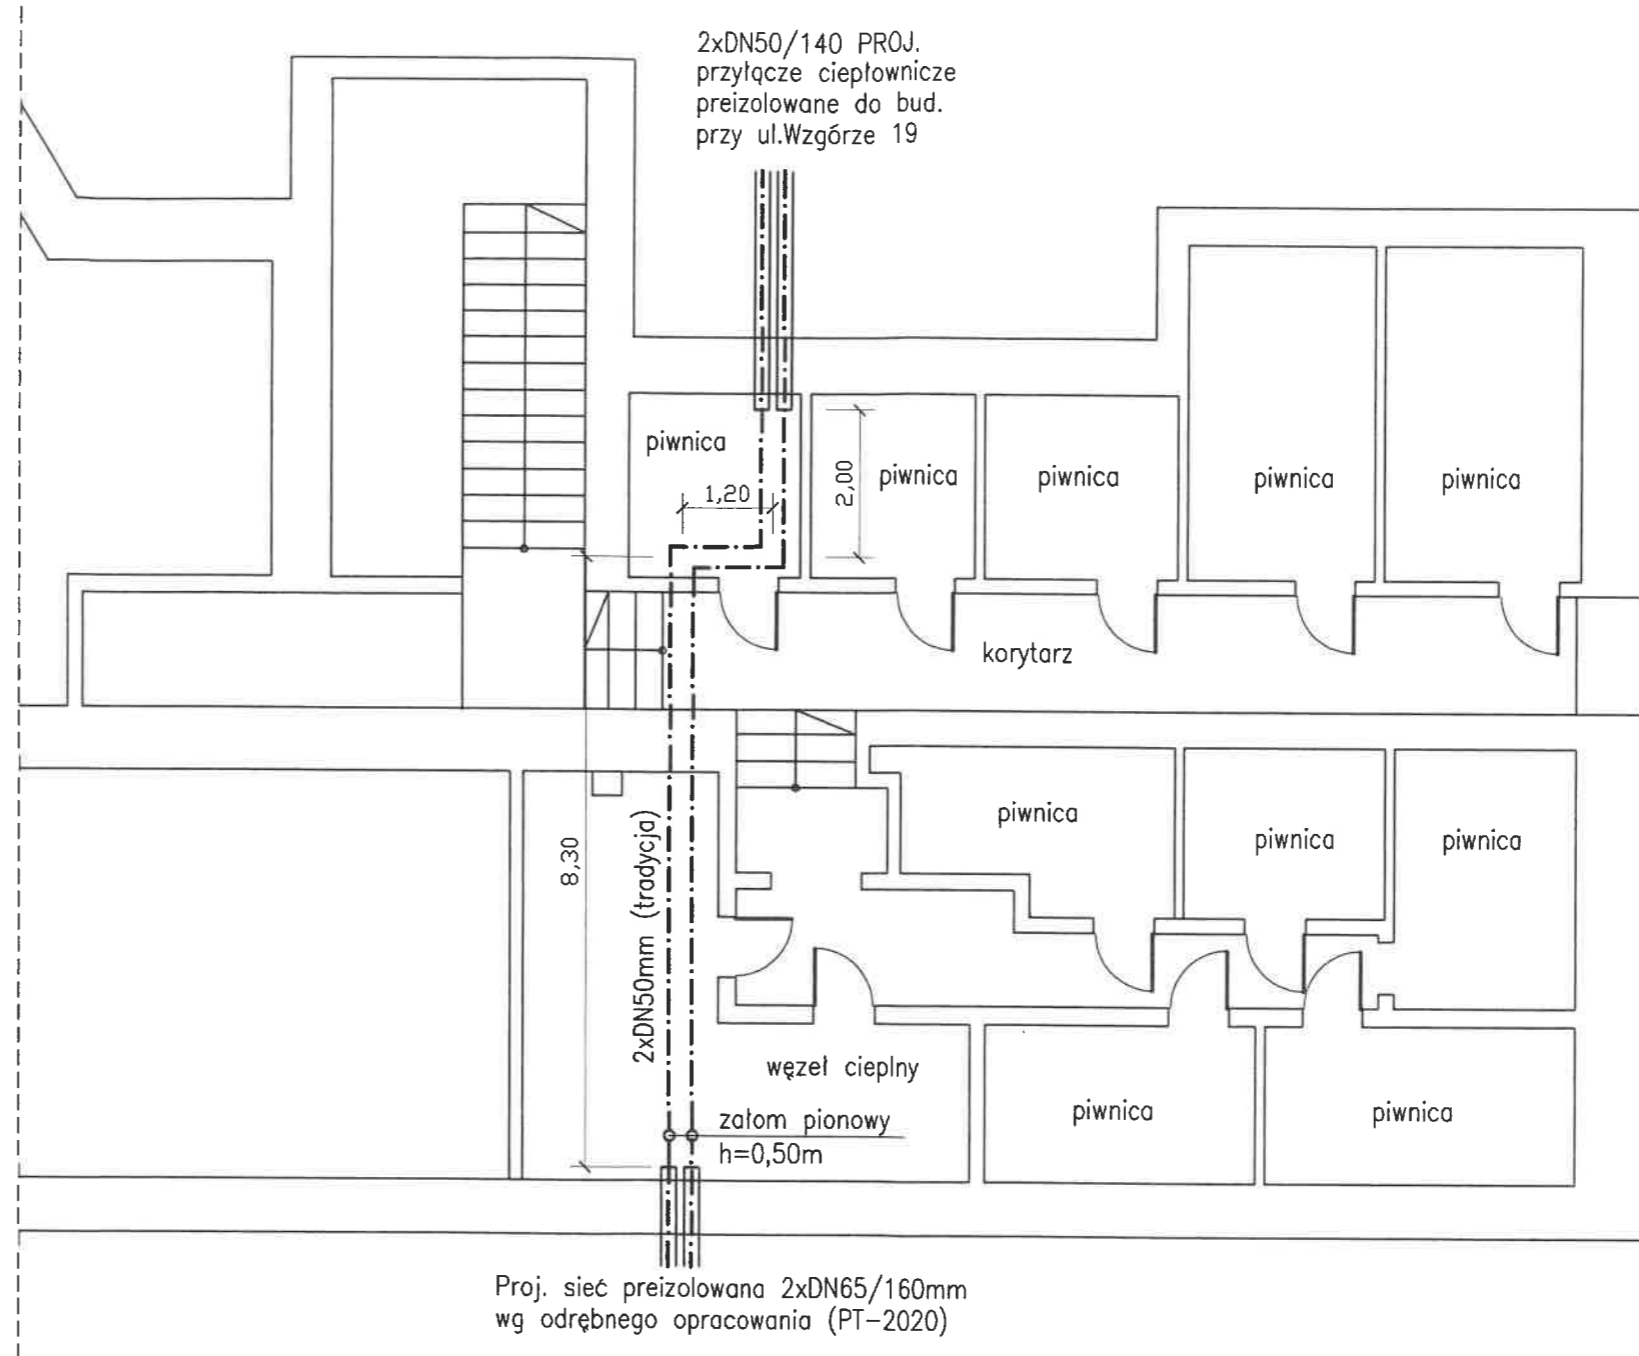 2xDN50/140 PROJ.
przyłącze ciepłownicze
preizolowane do bud.
przy ul.Wzgórze 19
piwnica
1,20
2,00
piwnica
piwnica
piwnica
piwnica
korytarz
8,30
2xDN50mm (tradycja)
piwnica
piwnica
piwnica
węzeł cieplny
załom pionowy
h=0,50m
piwnica
piwnica
Proj. sieć preizolowana 2xDN65/160mm
wg odrębnego opracowania (PT-2020)